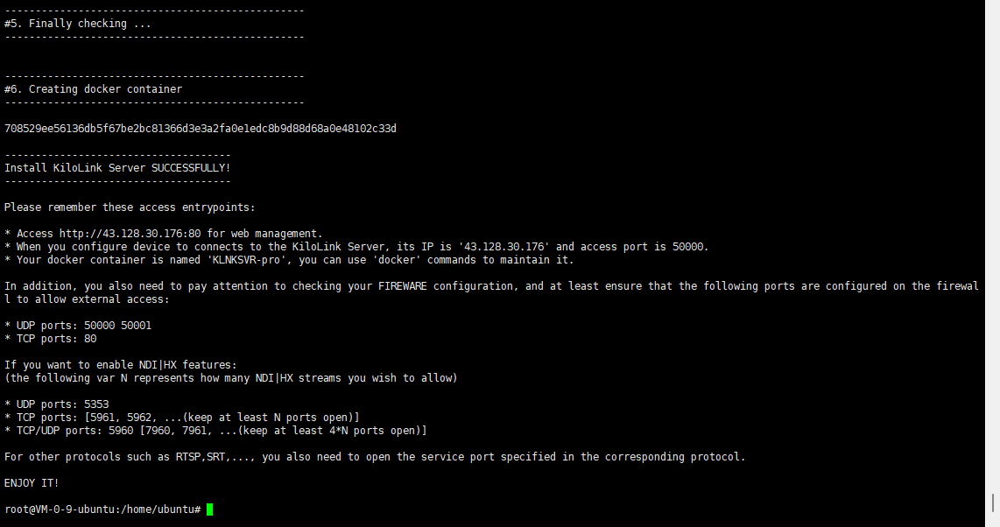 -------------------------------------------------
#5. Finally checking ...
-------------------------------------------------
-------------------------------------------------
#6. Creating docker container
-------------------------------------------------
708529ee56136db5f67be2bc81366d3e3a2fa0e1edc8b9d88d68a0e48102c33d
-------------------------------------
Install KiloLink Server SUCCESSFULLY!
-------------------------------------
Please remember these access entrypoints:
* Access http://43.128.30.176:80 for web management.
* When you configure device to connects to the KiloLink Server, its IP is '43.128.30.176' and access port is 50000.
* Your docker container is named 'KLNKSVR-pro', you can use 'docker' commands to maintain it.
In addition, you also need to pay attention to checking your FIREWARE configuration, and at least ensure that the following ports are configured on the firewal
l to allow external access:
* UDP ports: 50000 50001
* TCP ports: 80
If you want to enable NDI|HX features:
(the following var N represents how many NDI|HX streams you wish to allow)
* UDP ports: 5353
* TCP ports: [5961, 5962, ...(keep at least N ports open)]
* TCP/UDP ports: 5960 [7960, 7961, ...(keep at least 4*N ports open)]
For other protocols such as RTSP,SRT,..., you also need to open the service port specified in the corresponding protocol.
ENJOY IT!
root@VM-0-9-ubuntu:/home/ubuntu#